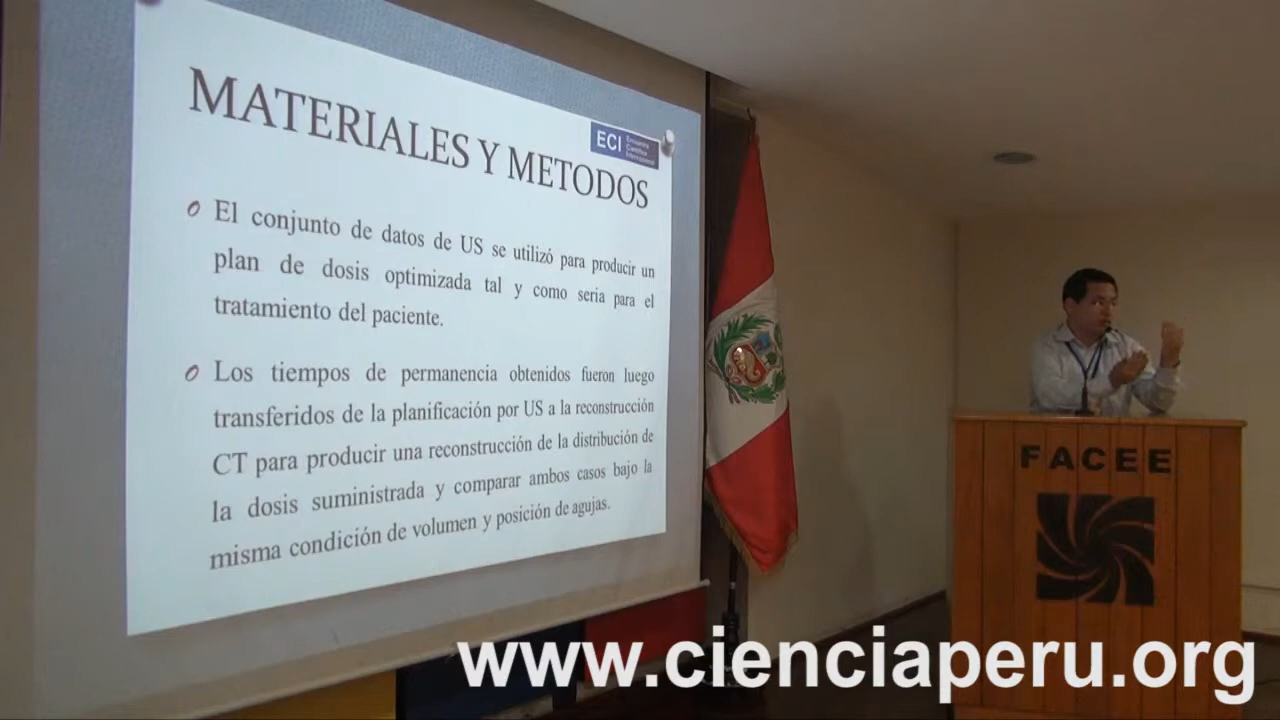 MATERIALES Y METODOS
ECI
Encuentro
Científico
Internacional
El conjunto de datos de US se utilizó para producir un
plan de dosis optimizada tal y como seria para el
tratamiento del paciente.
Los tiempos de permanencia obtenidos fueron luego
transferidos de la planificación por US a la reconstrucción
CT para producir una reconstrucción de la distribución de
la dosis suministrada y comparar ambos casos bajo la
misma condición de volumen y posición de agujas.
FACEE
www.cienciaperu.org